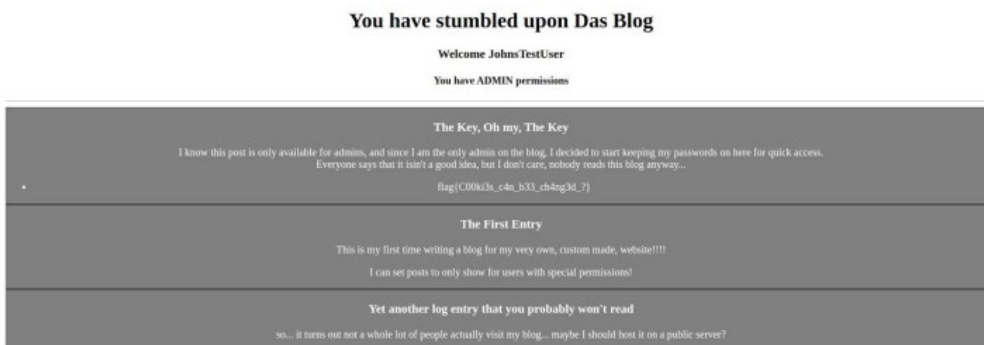 You have stumbled upon Das Blog
Welcome JohnsTestUser
You have ADMIN permissions
The Key, Oh my, The Key
I know this post is only available for admins, and since I am the only admin on the blog, I decided to start keeping my passwords on here for quick access.
Everyone says that it isin't a good idea, but I don't care, nobody reads this blog anyway...
flag{C00ki3s_c4n_b33_ch4ng3d_?}
The First Entry
This is my first time writing a blog for my very own, custom made, website!!!!
I can set posts to only show for users with special permissions!
Yet another log entry that you probably won't read
so... it turns out not a whole lot of people actually visit my blog... maybe I should host it on a public server?